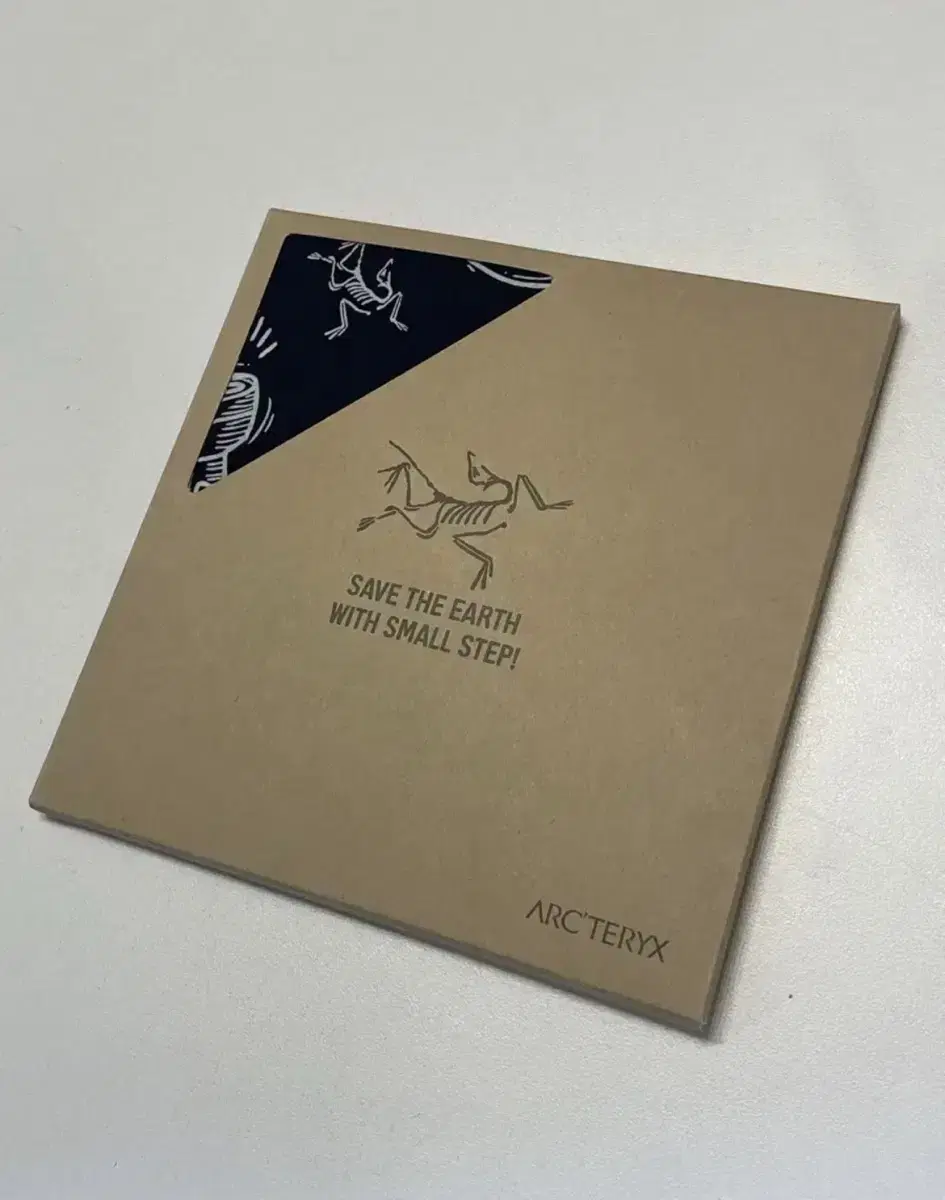 SAVE THE EARTH
WITH SMALL STEP!
ARC'TERYX